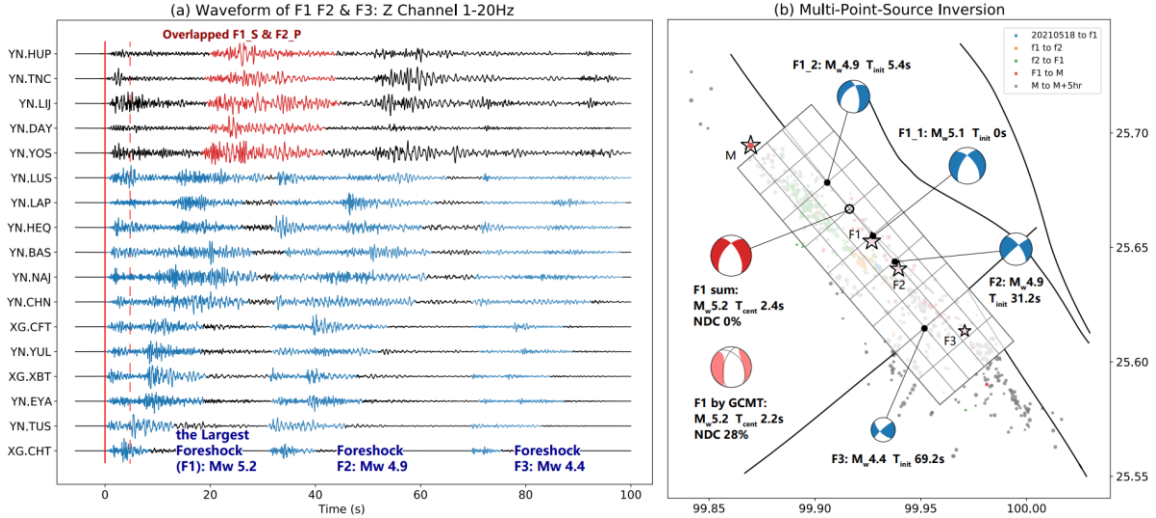 (a) Waveform of F1 F2 & F3: Z Channel 1-20Hz
Overlapped F1_S & F2_P
YN.HUP
YN.TNC
YN.LIJ
YN.DAY
YN.YOS
YN.LUS
YN.LAP
YN.HEQ
YN.BAS
YN.NAJ
YN.CHN
XG.CFT
YN.YUL
XG.XBT
YN.EYA
YN.TUS
XG.CHT
the Largest
Foreshock
(F1): Mw 5.2
Foreshock
F2: Mw 4.9
Foreshock
F3: Mw 4.4
0
20
40
60
80
100
Time (s)
(b) Multi-Point-Source Inversion
20210518 to f1
f1 to f2
f2 to F1
F1 to M
M to M+5hr
F1_2: Mw4.9 Tinit 5.4s
F1_1: Mw5.1 Tinit 0s
M
F1
F2
F3
F2: Mw4.9
Tinit 31.2s
F1 sum:
Mw5.2 Tcent 2.4s
NDC 0%
F1 by GCMT:
Mw5.2 Tcent 2.2s
NDC 28%
F3: Mw4.4 Tinit 69.2s
25.70
25.65
25.60
25.55
99.85
99.90
99.95
100.00